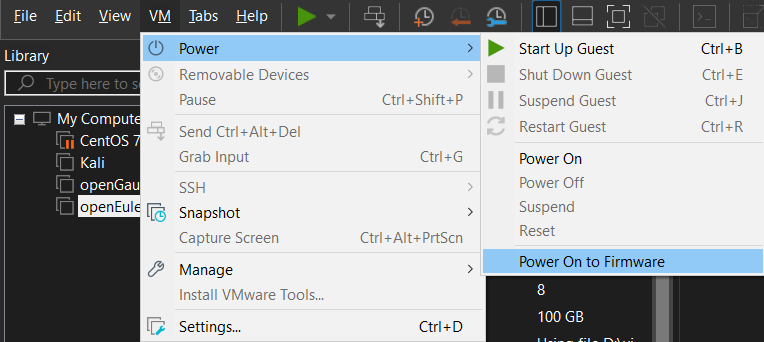 File Edit View VM Tabs Help
Library
Type here to se
My Compute
CentOS 7
Kali
openGau
openEule
Power
Removable Devices
Pause Ctrl+Shift+P
Send Ctrl+Alt+Del
Grab Input Ctrl+G
SSH
Snapshot
Capture Screen Ctrl+Alt+PrtScn
Manage
Install VMware Tools...
Settings... Ctrl+D
Start Up Guest Ctrl+B
Shut Down Guest Ctrl+E
Suspend Guest Ctrl+J
Restart Guest Ctrl+R
Power On
Power Off
Suspend
Reset
Power On to Firmware
8
100 GB